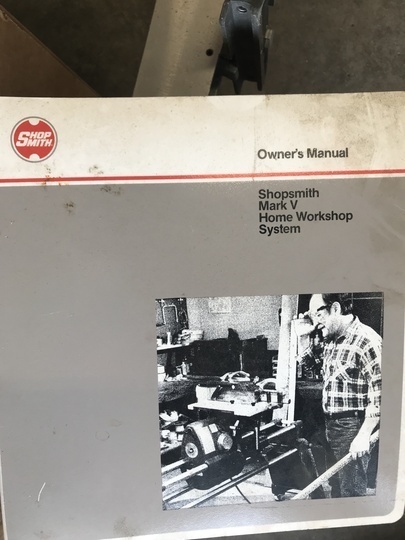 SHOP
SMITH
Owner's Manual
Shopsmith
Mark V
Home Workshop
System